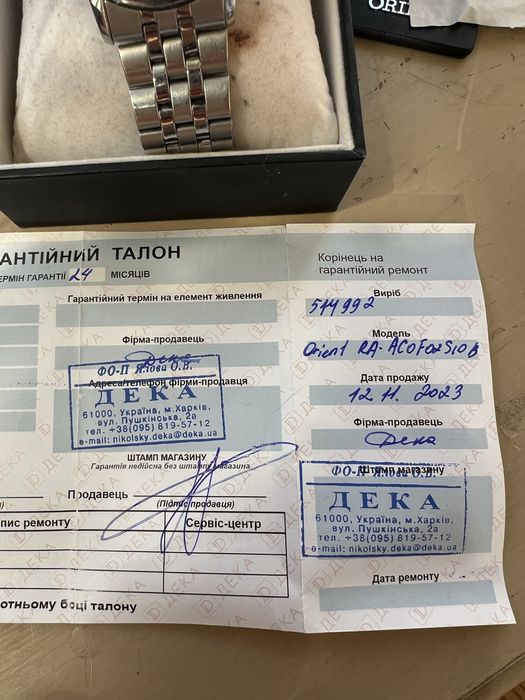 ORI
АНТІЙНИЙ ТАЛОН
ЕРМІН ГАРАНТІЇ 24 МІСЯЦІВ
Гарантійний термін на елемент живлення
Фірма-продавець
Дека
ФО-П Ялова О.В.
Адреса/телефон фірми-продавця
ДЕКА
61000, Україна, м.Харків,
вул. Пушкінська, 2а
тел. +38(095) 819-57-12
e-mail: nikolsky.deka@deka.ua
ШТАМП МАГАЗИНУ
Гарантія недійсна без штампу магазина
Продавець
(Підпис продавця)
пис ремонту
Сервіс-центр
отньому боці талону
Корінець на
гарантійний ремонт
Виріб
514992
Модель
Orient RA-AC0F02S10B
Дата продажу
12.11.2023
Фірма-продавець
Дека
Штамп магазину
ФО-П Ялова О.В.
ДЕКА
61000, Україна, м.Харків,
вул. Пушкінська, 2а
тел. +38(095) 819-57-12
e-mail: nikolsky.deka@deka.ua
Дата ремонту